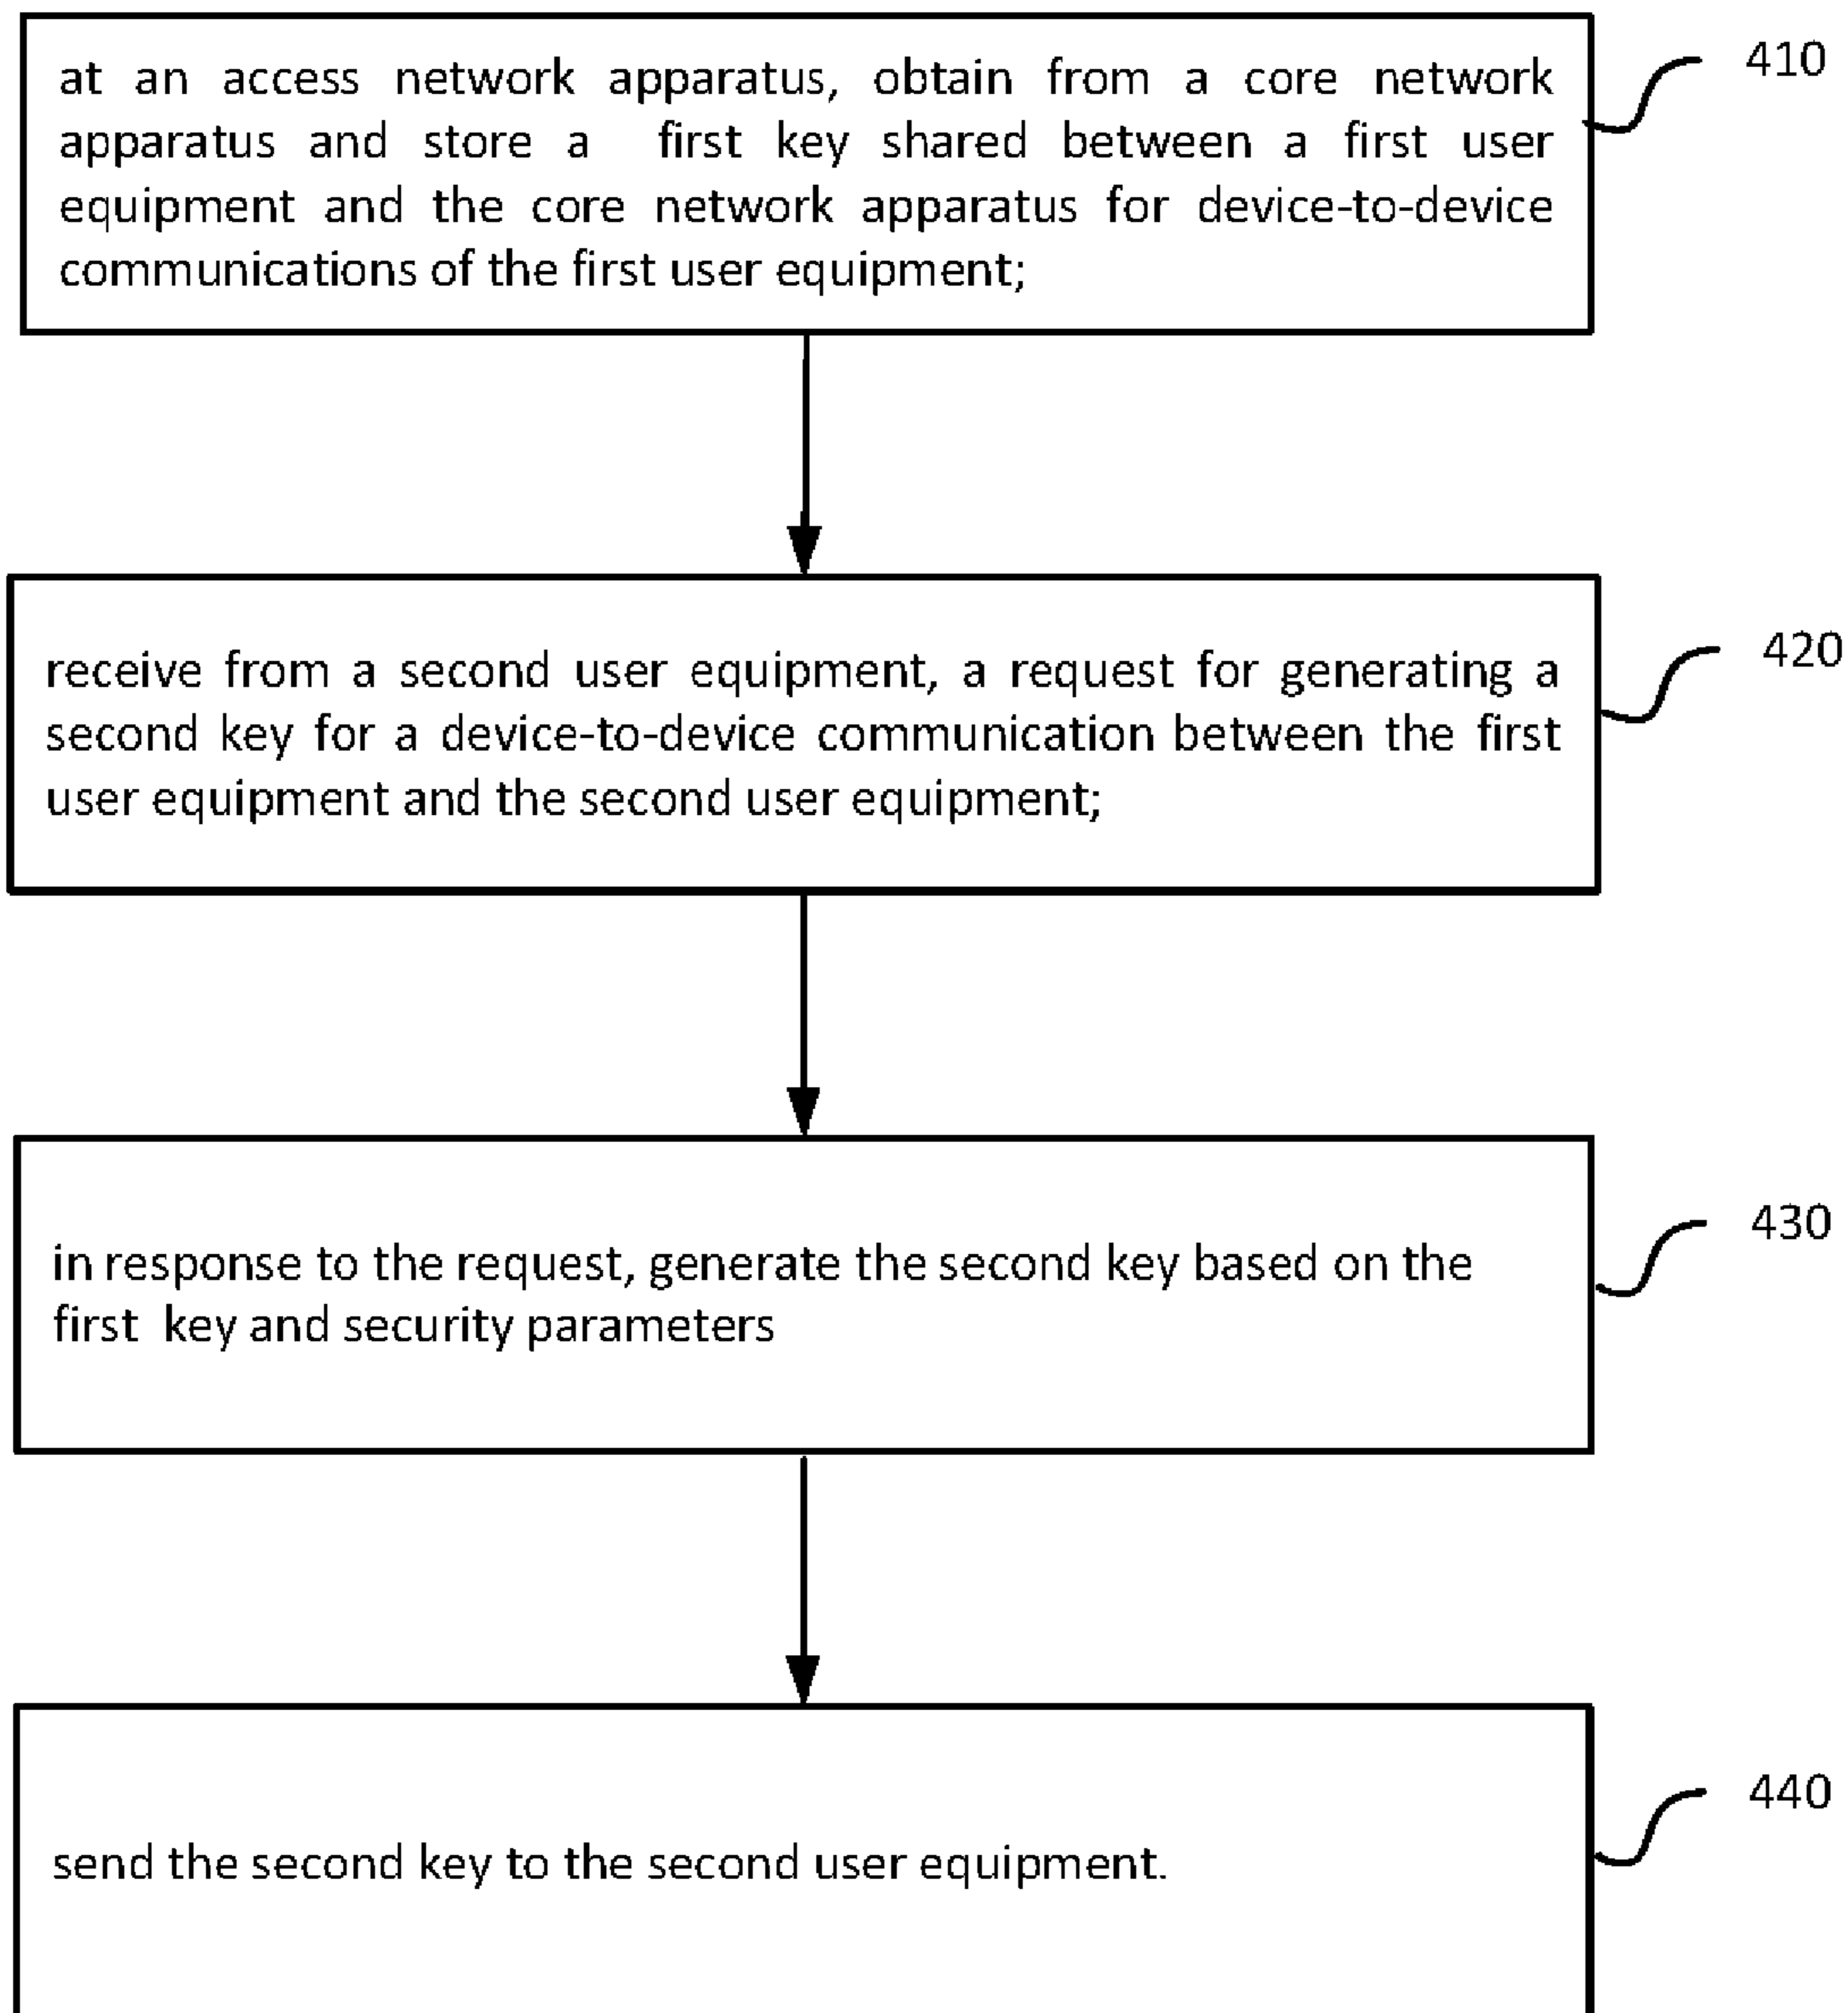 at an access network apparatus, obtain from a core network
410
apparatus and store a first key shared between a first user
equipment and the core network apparatus for device-to-device
communications of the first user equipment;
receive from a second user equipment, a request for generating a
420
second key for a device-to-device communication between the first
user equipment and the second user equipment;
in response to the request, generate the second key based on the
430
first key and security parameters
send the second key to the second user equipment.
440